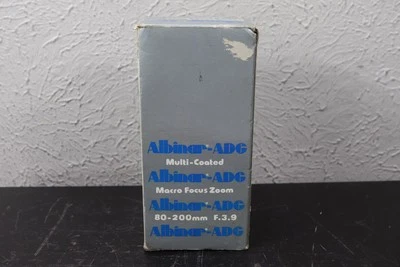 Albinar-ADG
Multi-Coated
Albinar-ADG
Macro Focus Zoom
Albinar-ADG
80-200mm F.3.9
Albinar-ADG